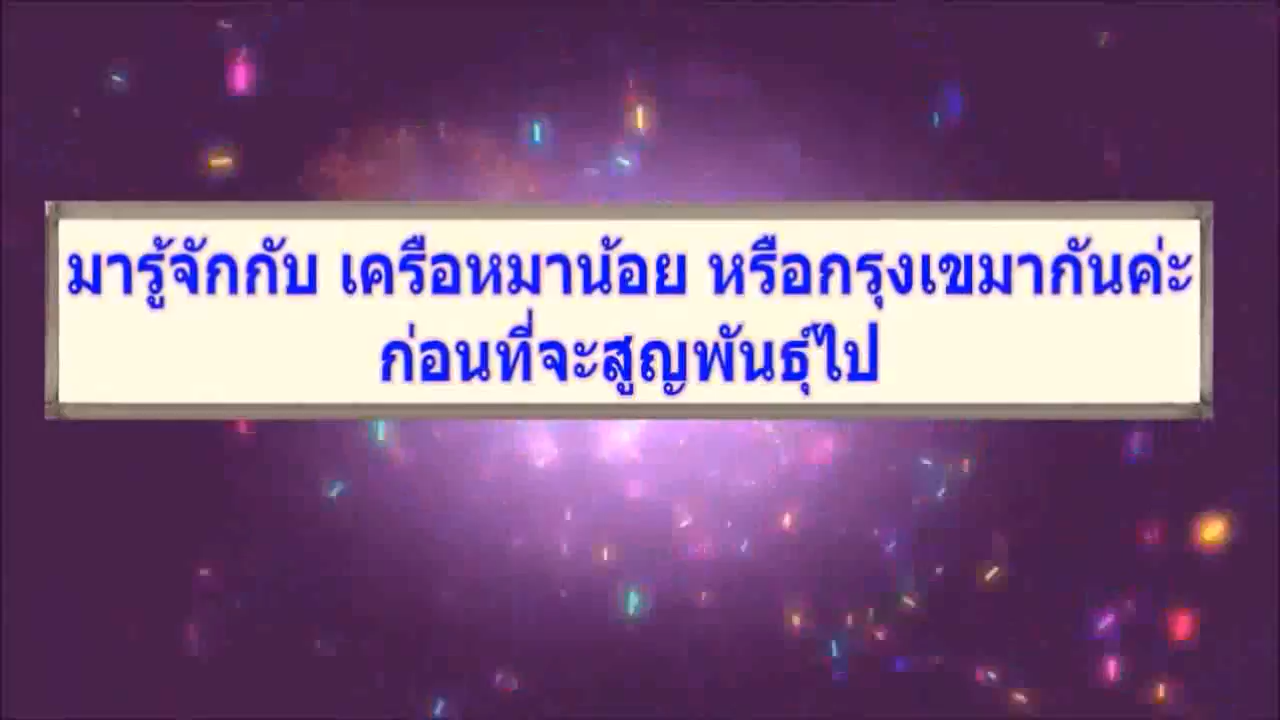 มารู้จักกับ เครือหมาน้อย หรือกรุงเขมากันค่ะ
ก่อนที่จะสูญพันธุ์ไป